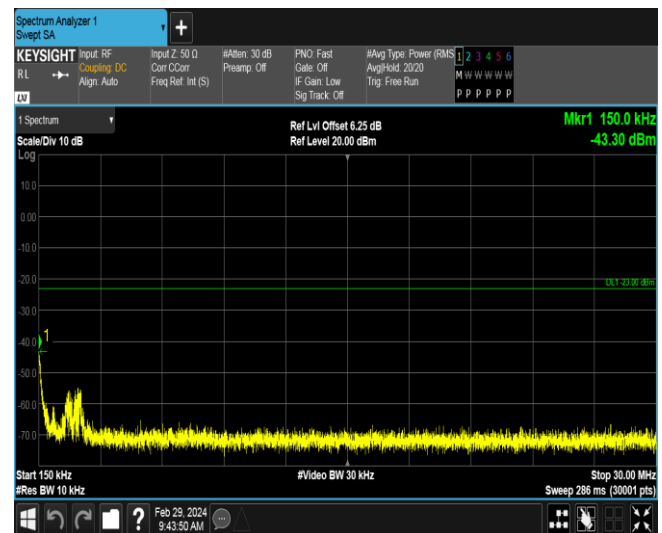 Spectrum Analyzer 1
Swept SA
+
KEYSIGHT Input: RF Input Z: 50 Ω #Atten: 30 dB PNO: Fast #Avg Type: Power (RMS 1 2 3 4 5 6
RL Coupling: DC Corr CCorr Preamp: Off Gate: Off Avg|Hold: 20/20 M W W W W W
Align: Auto Freq Ref: Int (S) IF Gain: Low Trig: Free Run
Sig Track: Off P P P P P P
LXI
1 Spectrum Ref Lvl Offset 6.25 dB Mkr1 150.0 kHz
Scale/Div 10 dB Ref Level 20.00 dBm -43.30 dBm
Log
10.0
0.00
-10.0
-20.0
DL1 -23.00 dBm
-30.0
1
-40.0
-50.0
-60.0
-70.0
Start 150 kHz #Video BW 30 kHz Stop 30.00 MHz
#Res BW 10 kHz Sweep 286 ms (30001 pts)
? Feb 29, 2024
9:43:50 AM